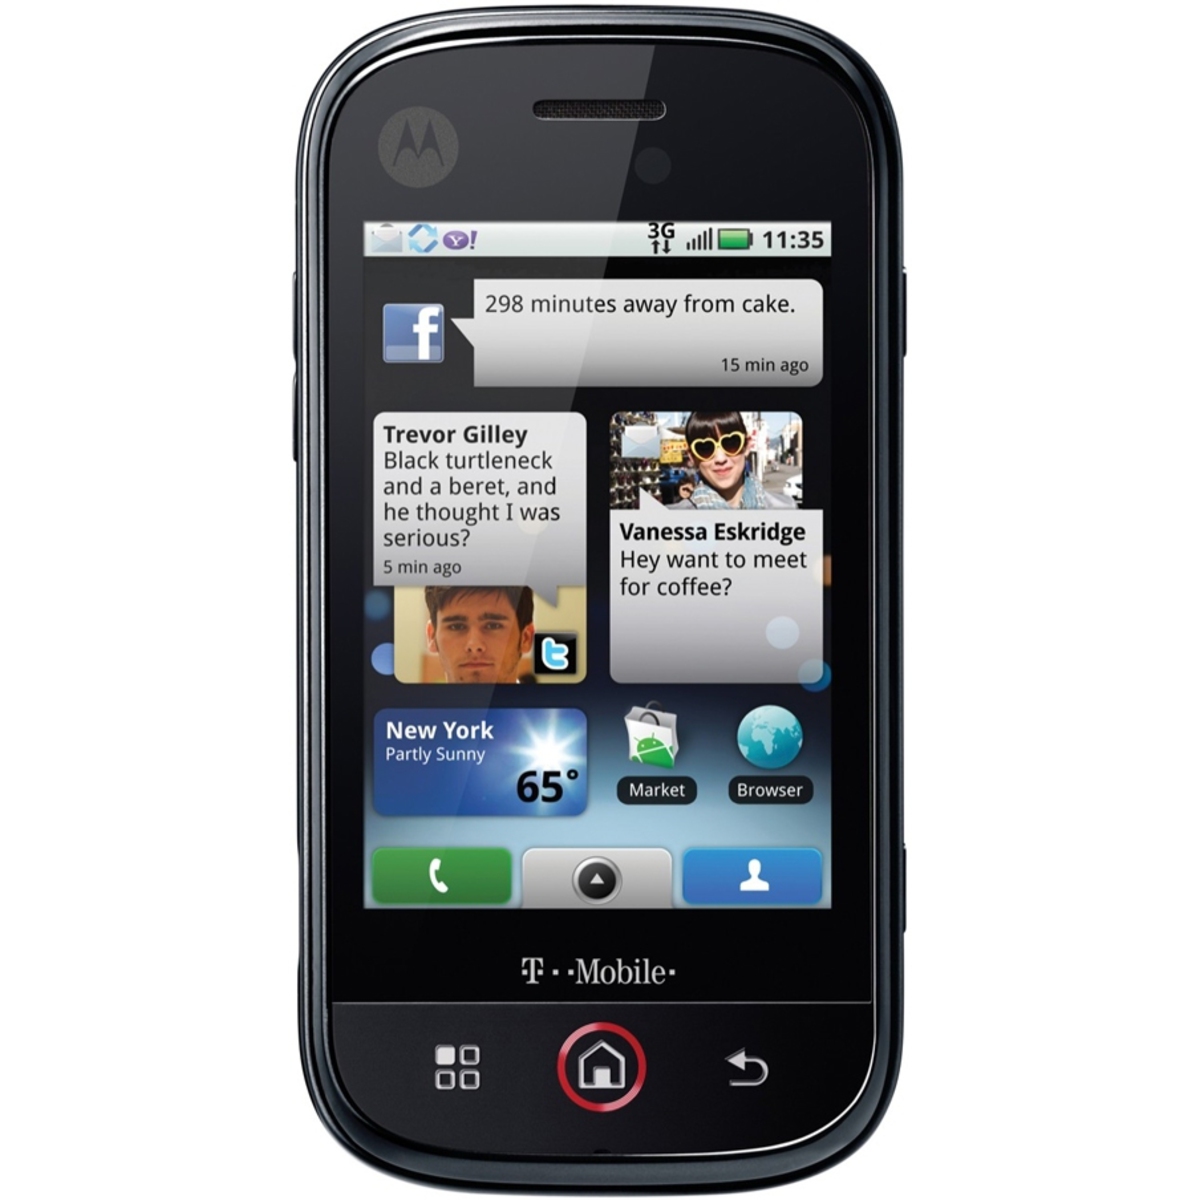 Y!
3G
11:35
298 minutes away from cake.
15 min ago
Trevor Gilley
Black turtleneck
and a beret, and
he thought I was
serious?
5 min ago
Vanessa Eskridge
Hey want to meet
for coffee?
New York
Partly Sunny
65°
Market
Browser
T··Mobile·